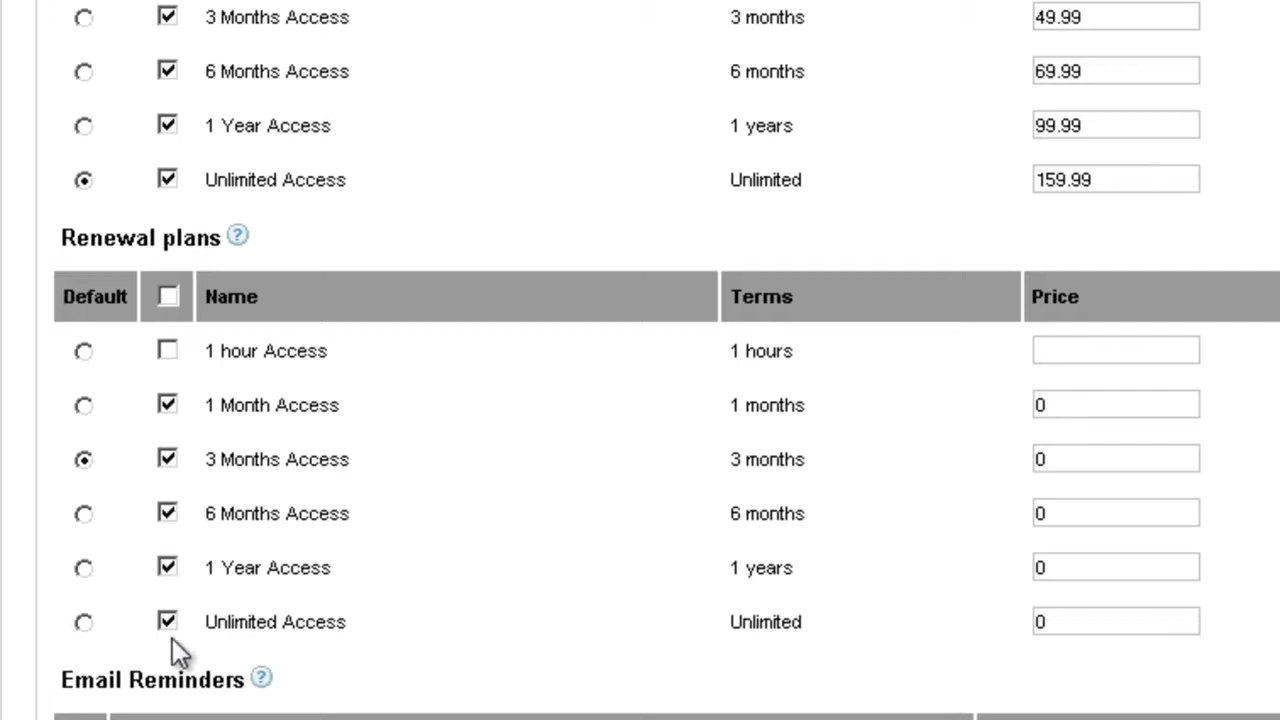 3 Months Access 3 months 49.99
6 Months Access 6 months 69.99
1 Year Access 1 years 99.99
Unlimited Access Unlimited 159.99
Renewal plans ?
Default Name Terms Price
1 hour Access 1 hours
1 Month Access 1 months 0
3 Months Access 3 months 0
6 Months Access 6 months 0
1 Year Access 1 years 0
Unlimited Access Unlimited 0
Email Reminders ?